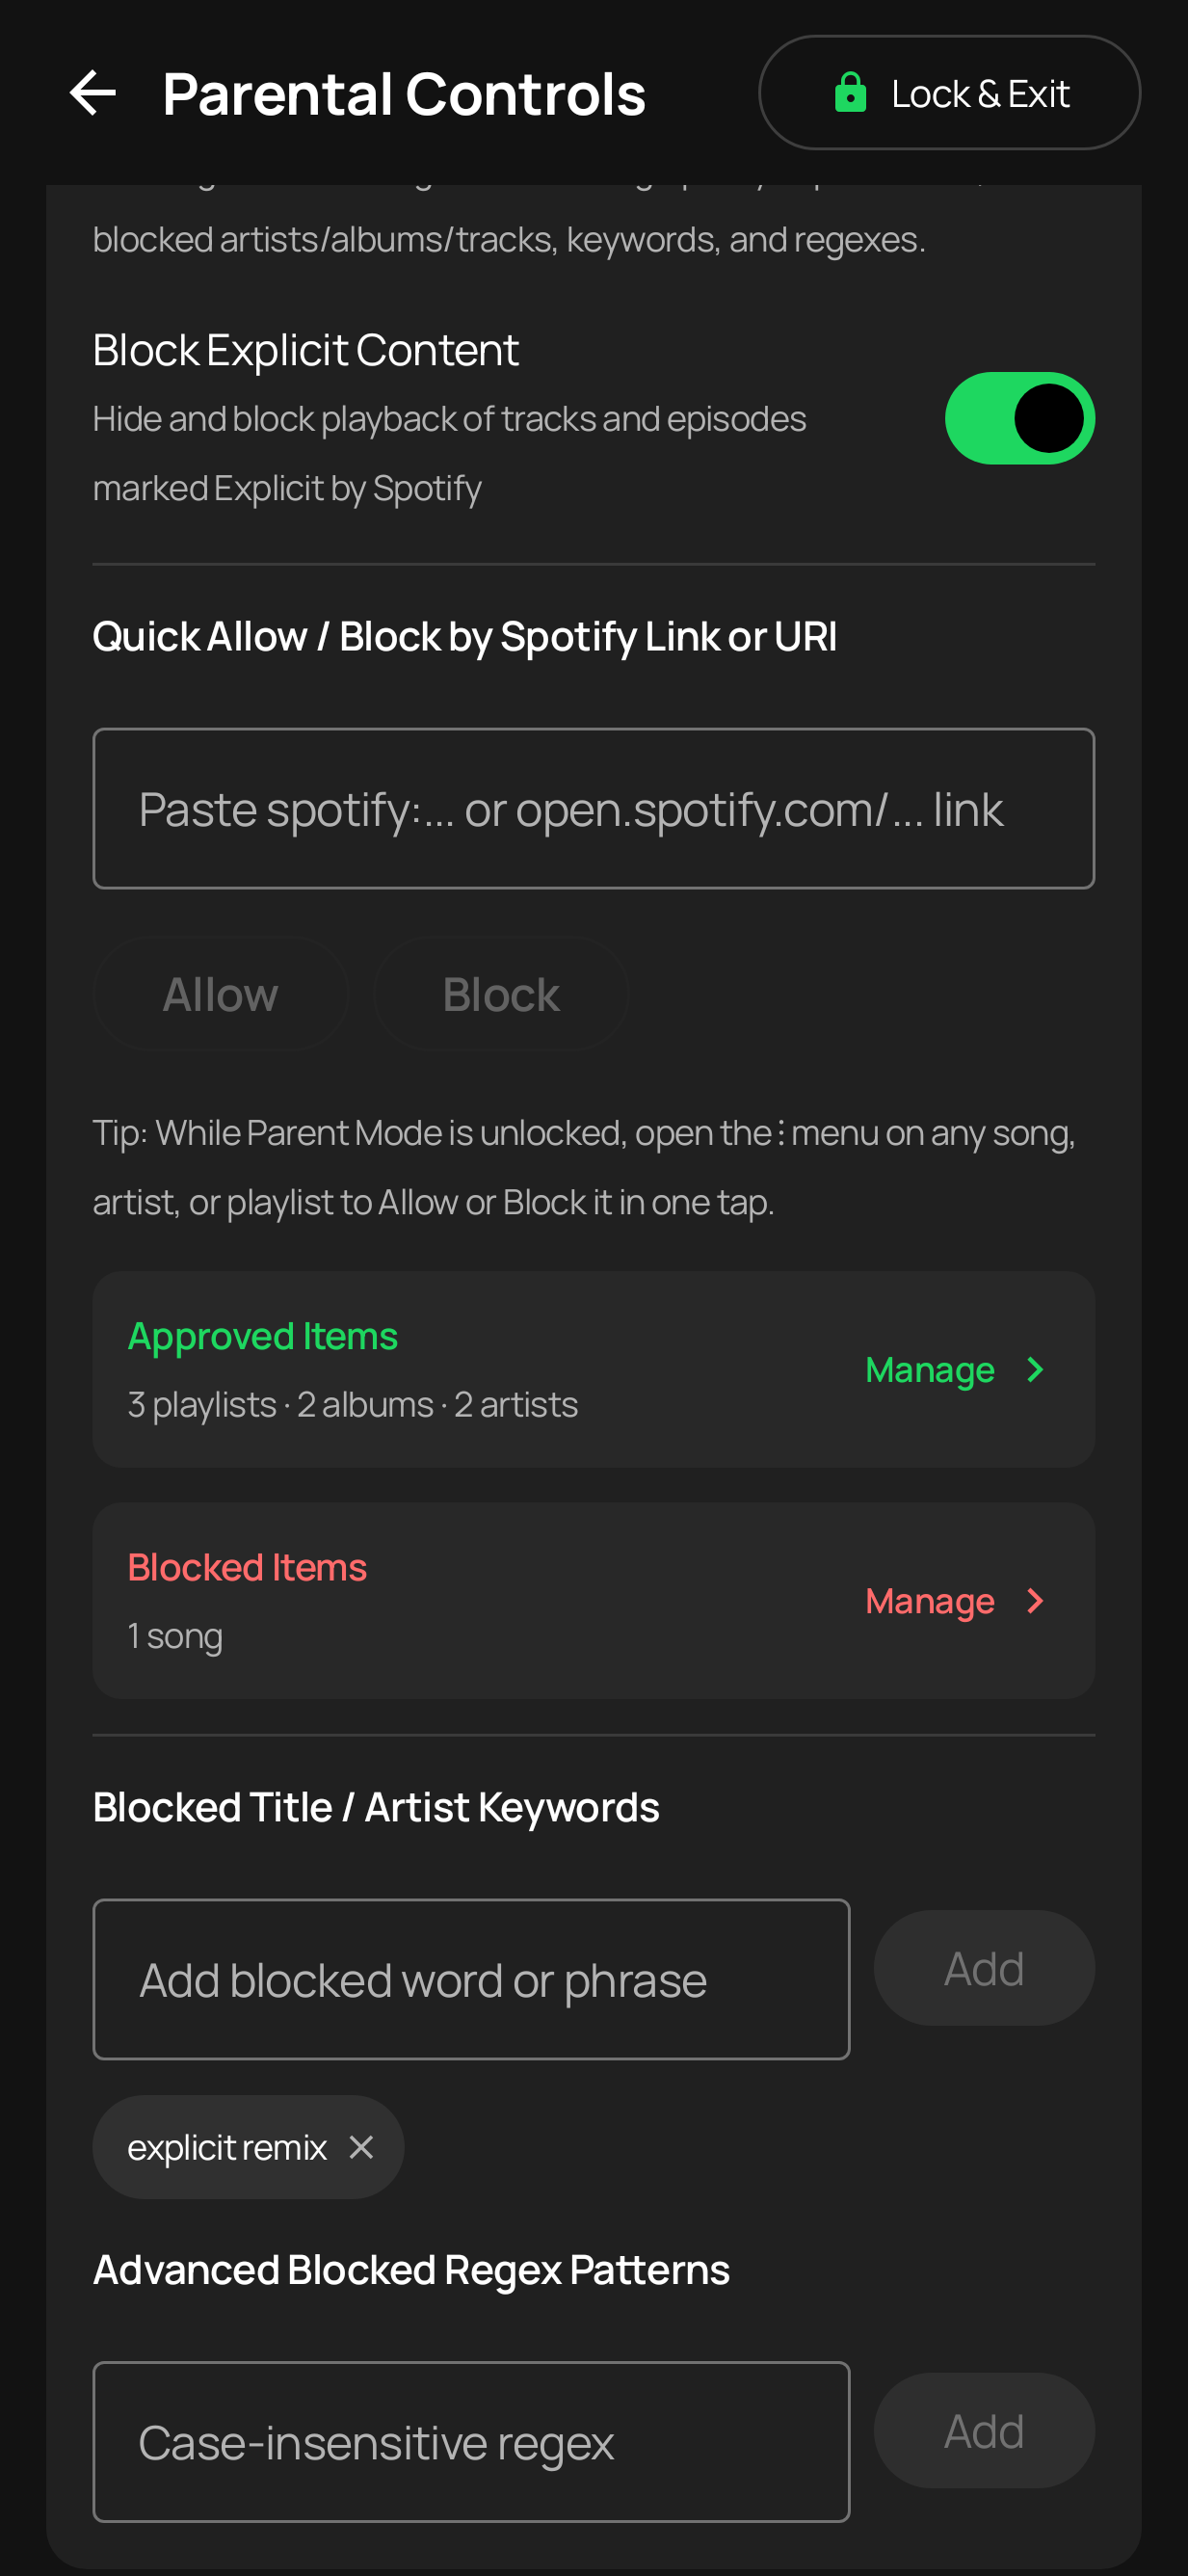 Parental Controls
Lock & Exit
blocked artists/albums/tracks, keywords, and regexes.
Block Explicit Content
Hide and block playback of tracks and episodes
marked Explicit by Spotify
Quick Allow / Block by Spotify Link or URI
Paste spotify:... or open.spotify.com/... link
Allow
Block
Tip: While Parent Mode is unlocked, open the ⋮ menu on any song,
artist, or playlist to Allow or Block it in one tap.
Approved Items
3 playlists · 2 albums · 2 artists
Manage
Blocked Items
1 song
Manage
Blocked Title / Artist Keywords
Add blocked word or phrase
Add
explicit remix
Advanced Blocked Regex Patterns
Case-insensitive regex
Add